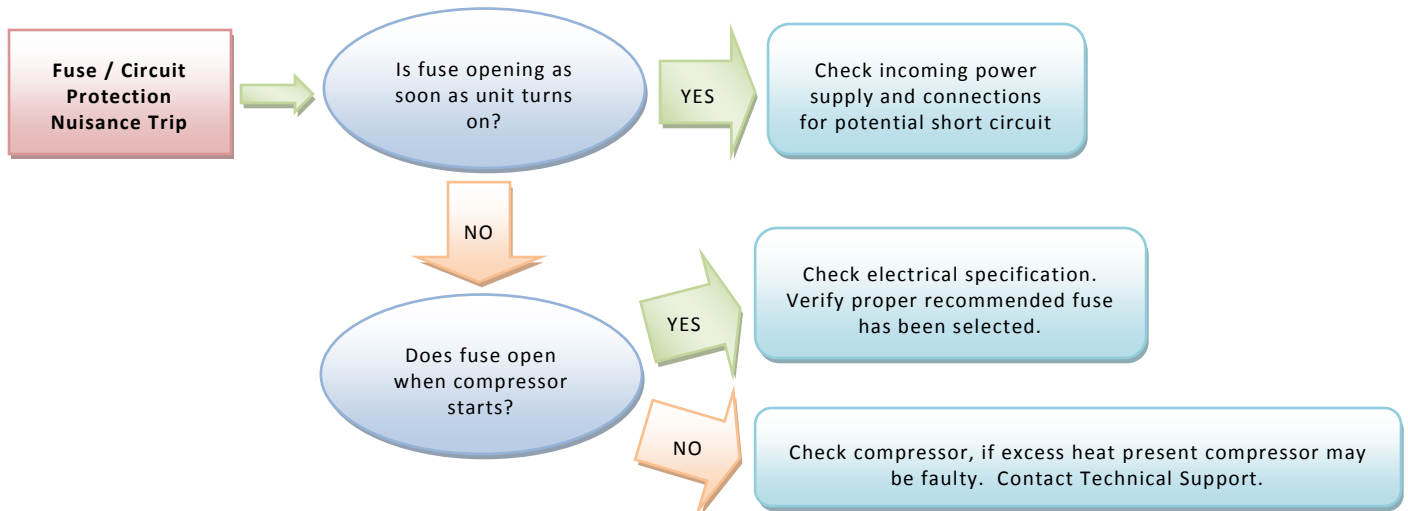 Fuse / Circuit
Protection
Nuisance Trip
Is fuse opening as
soon as unit turns
on?
YES
Check incoming power
supply and connections
for potential short circuit
NO
Does fuse open
when compressor
starts?
YES
Check electrical specification.
Verify proper recommended fuse
has been selected.
NO
Check compressor, if excess heat present compressor may
be faulty. Contact Technical Support.